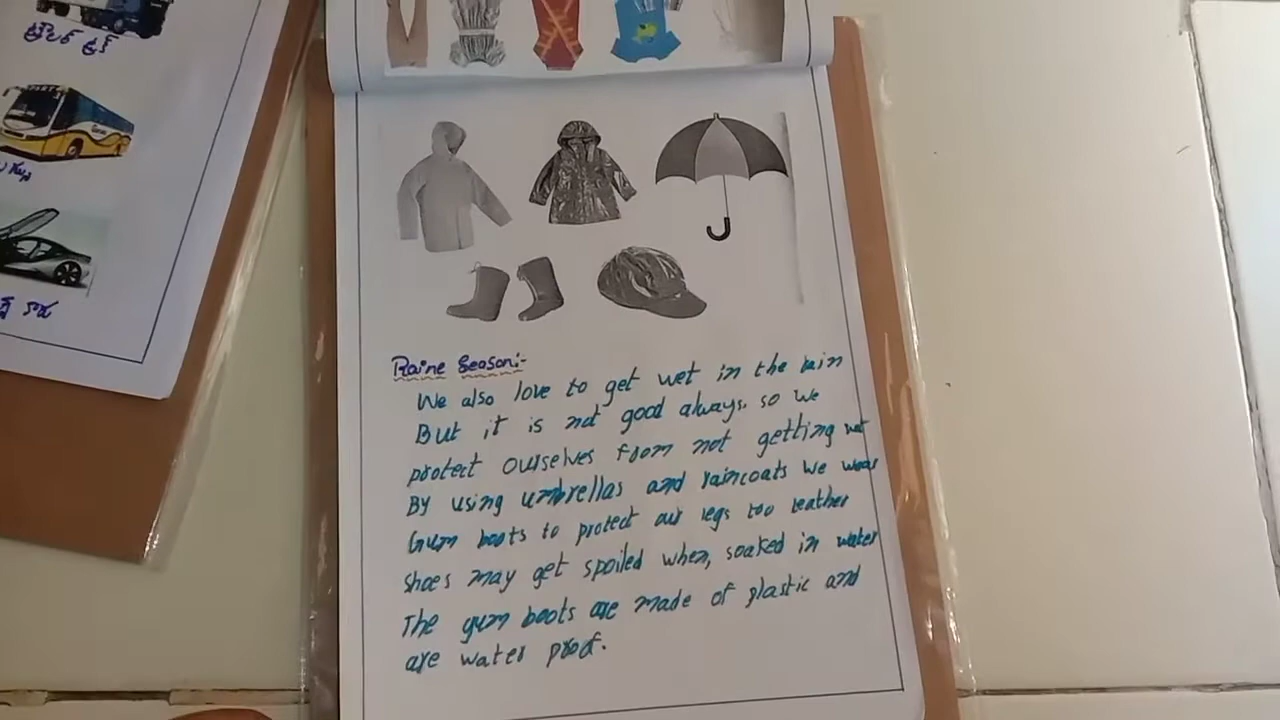 Raine Season:-
We also love to get wet in the rain
But it is not good always. so we
protect ourselves from not getting wet
By using umbrellas and raincoats we wear
Gum boots to protect our legs too leather
shoes may get spoiled when, soaked in water
The gum boots are made of plastic and
are water proof.